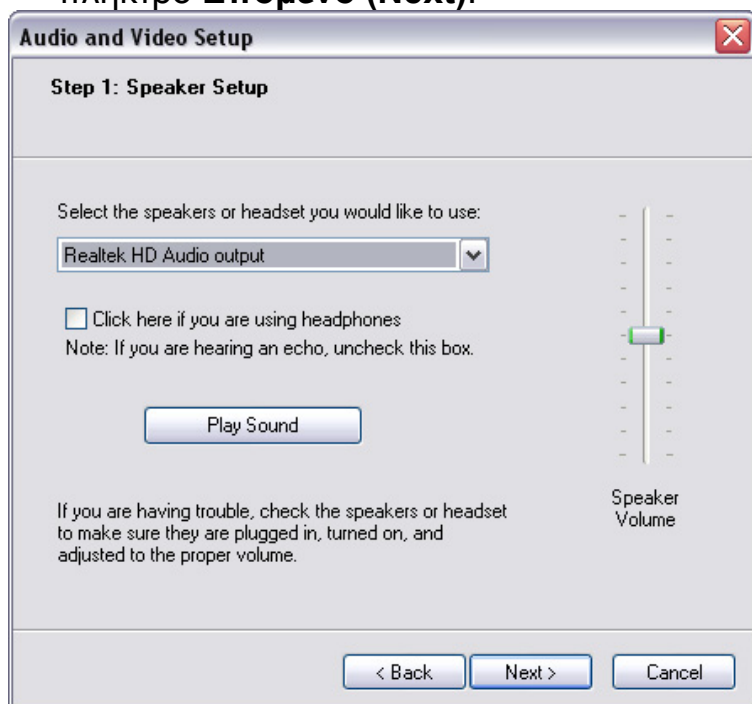 πλήκτρο Επόμενο (Next).
Audio and Video Setup
Step 1: Speaker Setup
Select the speakers or headset you would like to use:
Realtek HD Audio output
Click here if you are using headphones
Note: If you are hearing an echo, uncheck this box.
Play Sound
If you are having trouble, check the speakers or headset
to make sure they are plugged in, turned on, and
adjusted to the proper volume.
Speaker
Volume
< Back
Next >
Cancel